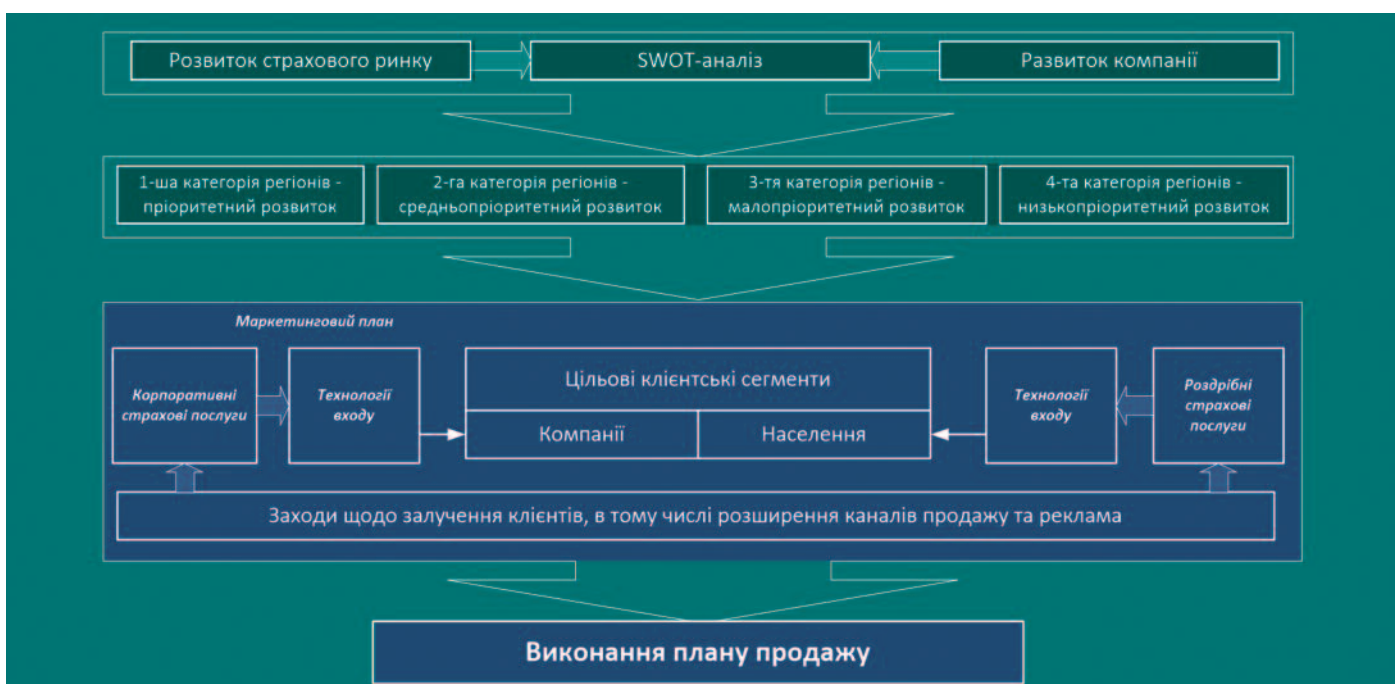 Розвиток страхового ринку
SWOT-аналіз
Развиток компанії
1-ша категорія регіонів -
пріоритетний розвиток
2-га категорія регіонів -
средньопріоритетний розвиток
3-тя категорія регіонів -
малопріоритетний розвиток
4-та категорія регіонів -
низькопріоритетний розвиток
Маркетинговий план
Корпоративні
страхові послуги
Технології
входу
Цільові клієнтські сегменти
Компанії
Населення
Технології
входу
Роздрібні
страхові
послуги
Заходи щодо залучення клієнтів, в тому числі розширення каналів продажу та реклама
Виконання плану продажу